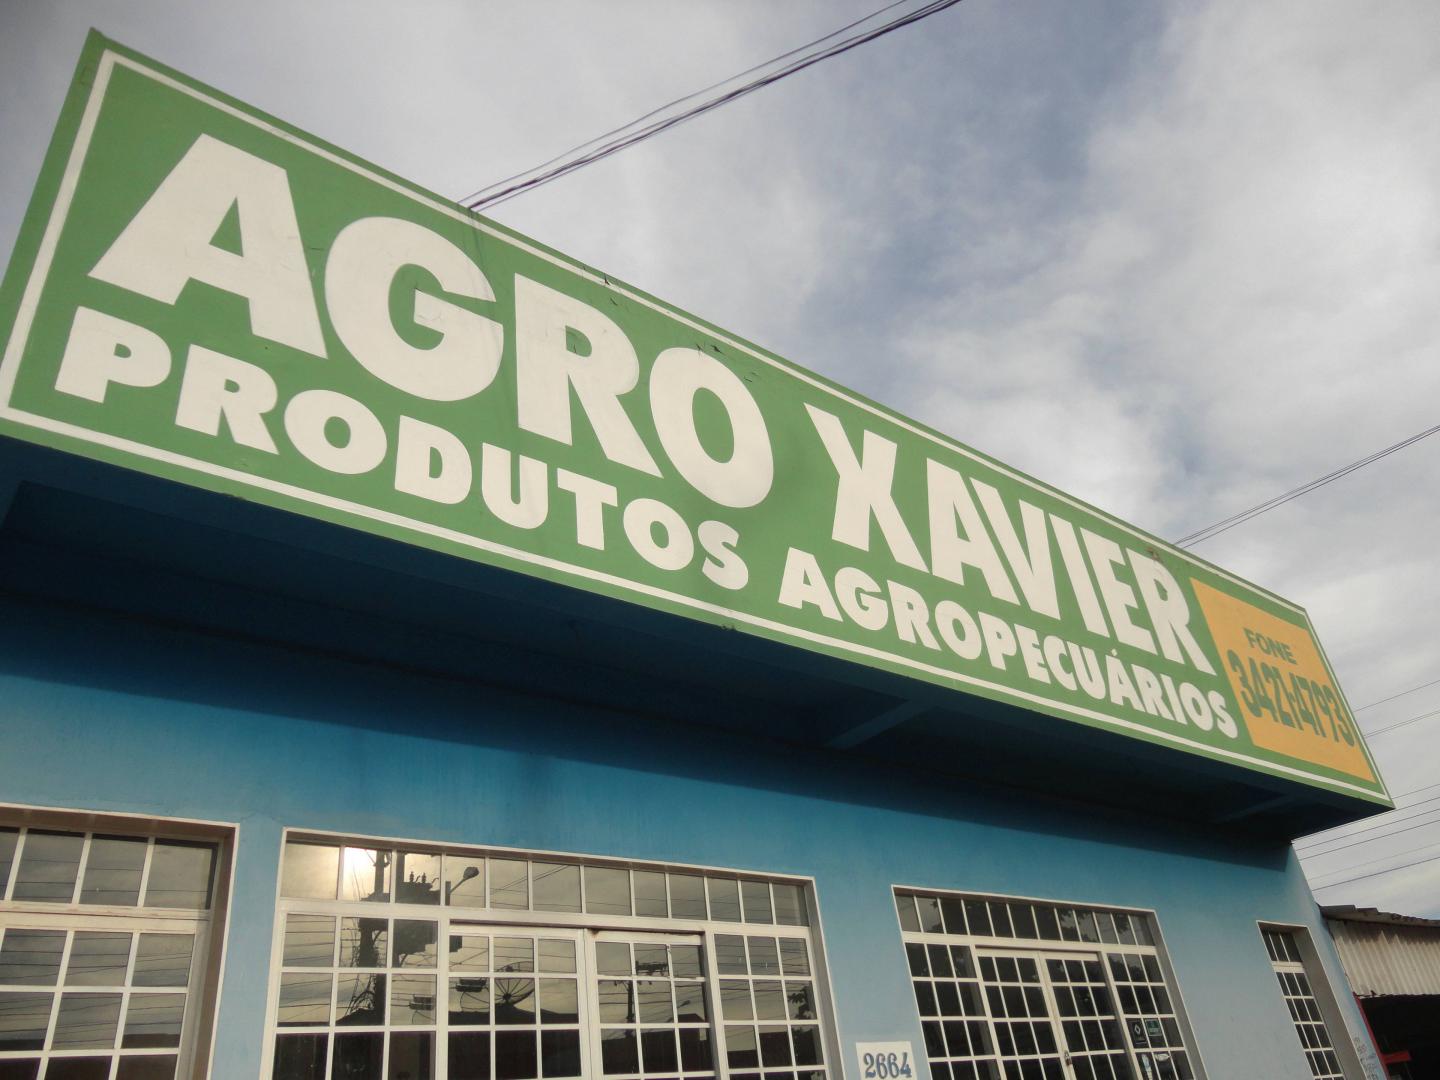 AGRO XAVIER
PRODUTOS AGROPECUÁRIOS
FONE
3421-4793
2664